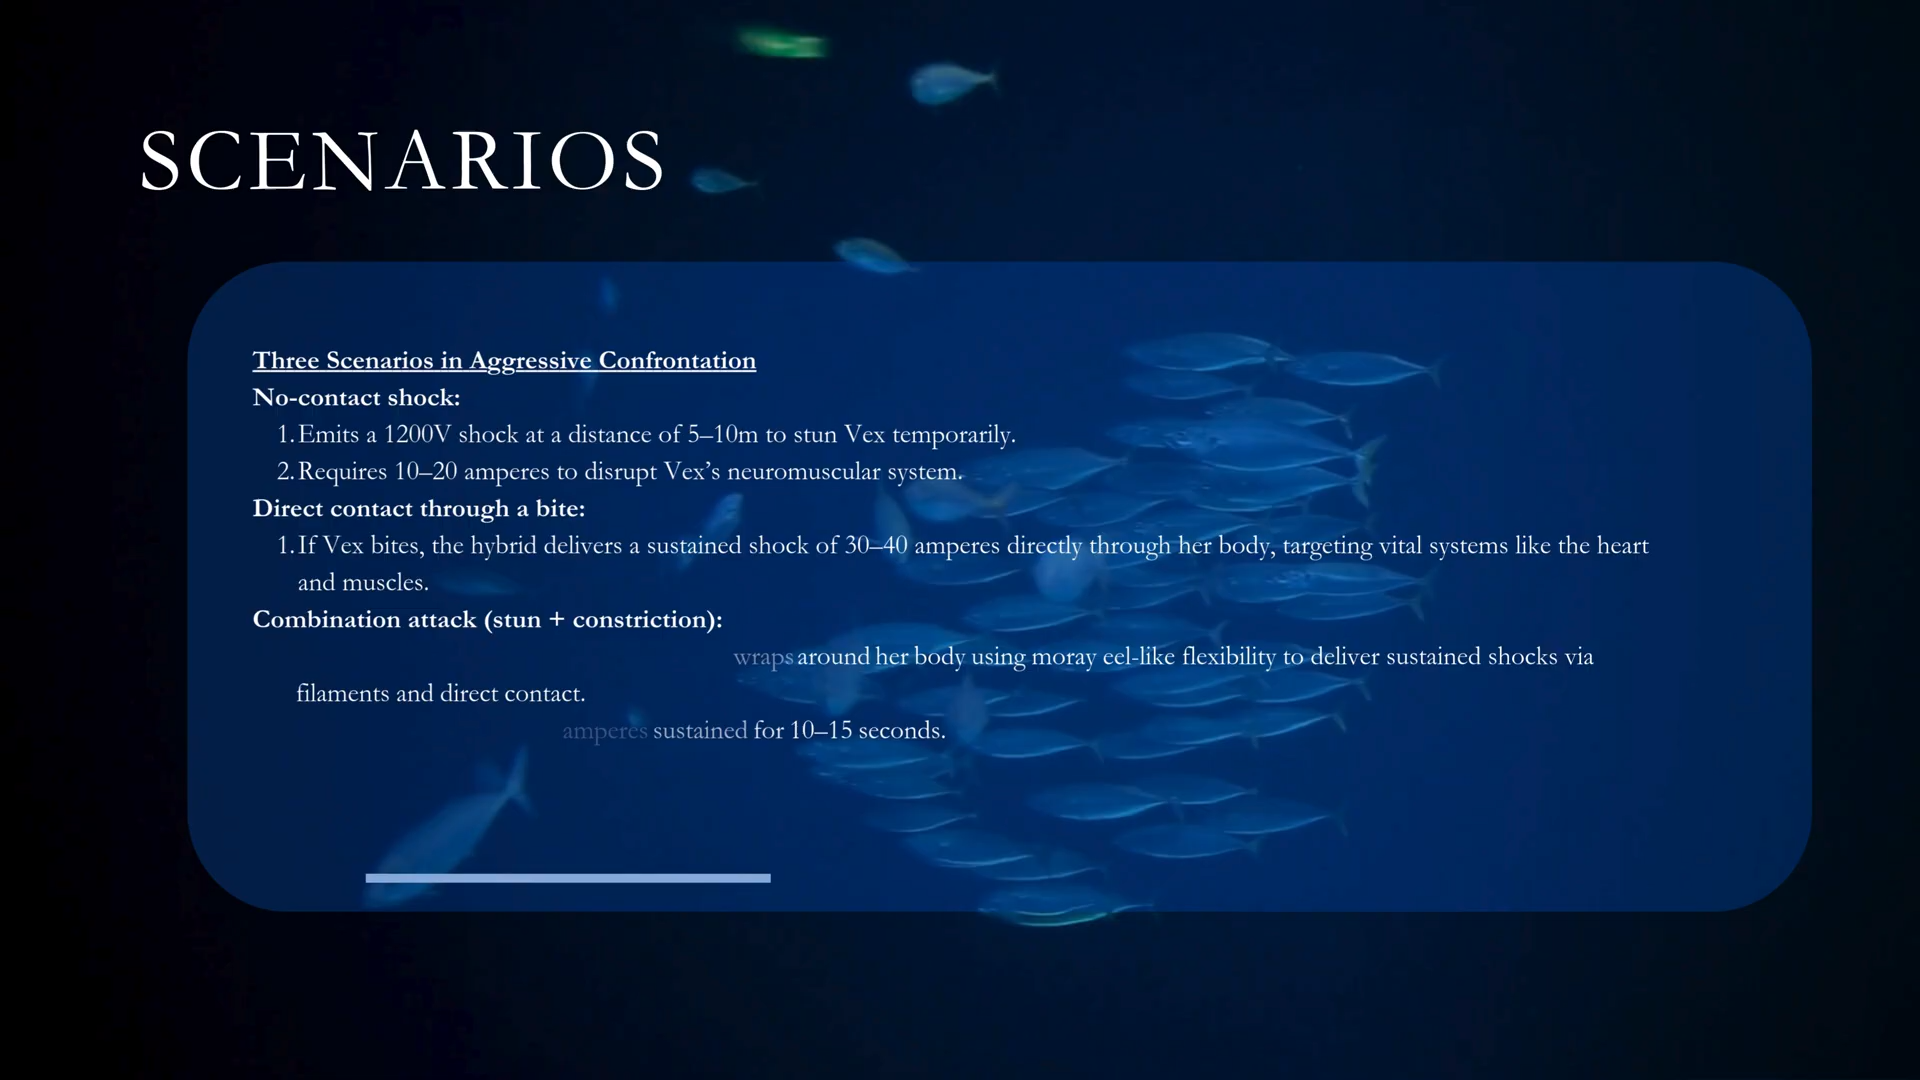 SCENARIOS
Three Scenarios in Aggressive Confrontation
No-contact shock:
1. Emits a 1200V shock at a distance of 5–10m to stun Vex temporarily.
2. Requires 10–20 amperes to disrupt Vex’s neuromuscular system.
Direct contact through a bite:
1. If Vex bites, the hybrid delivers a sustained shock of 30–40 amperes directly through her body, targeting vital systems like the heart
and muscles.
Combination attack (stun + constriction):
wraps around her body using moray eel-like flexibility to deliver sustained shocks via
filaments and direct contact.
amperes sustained for 10–15 seconds.